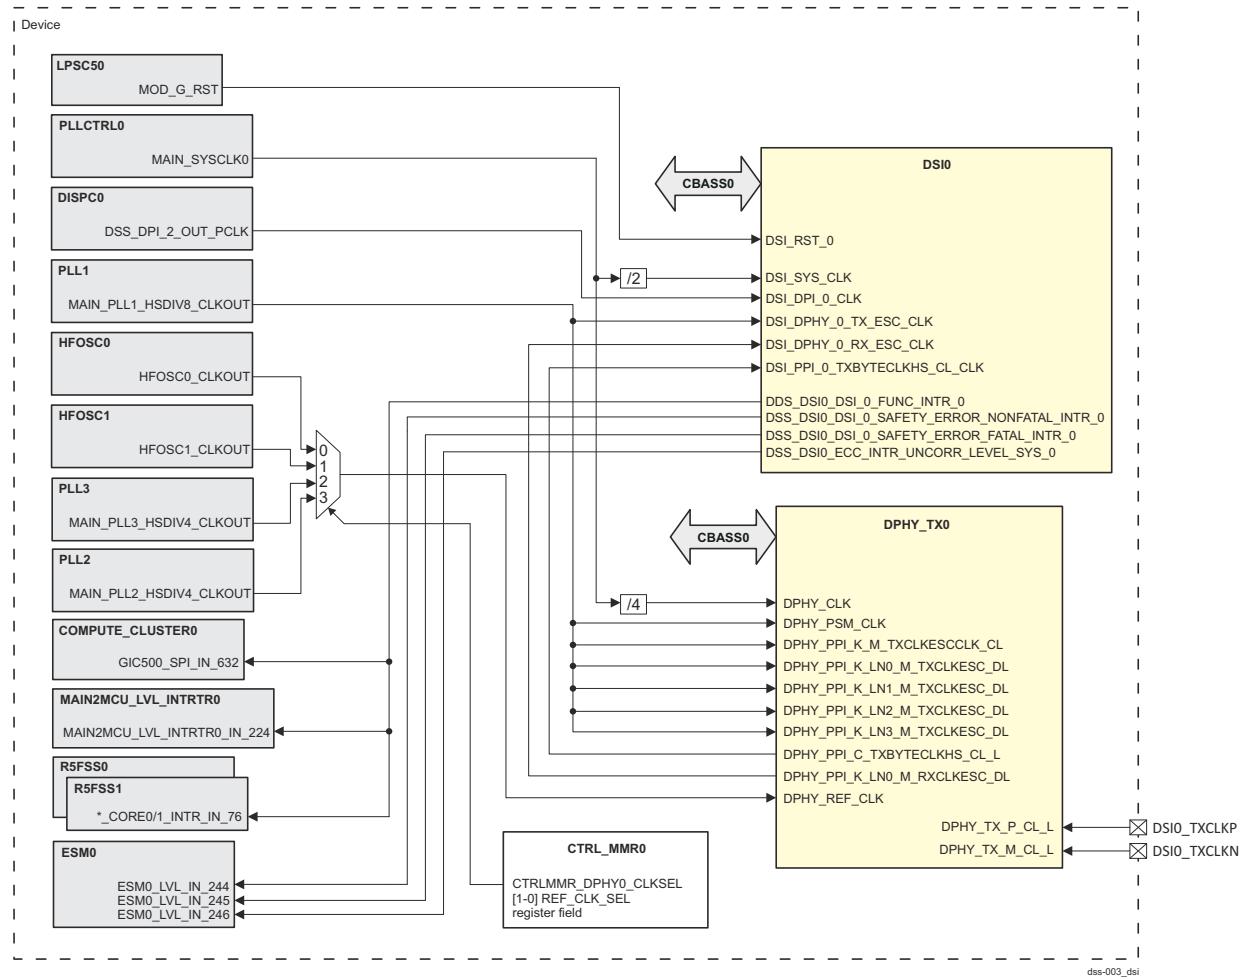 Device
LPSC50
MOD_G_RST
PLLCTRL0
MAIN_SYSCLK0
DISPC0
DSS_DPI_2_OUT_PCLK
PLL1
MAIN_PLL1_HSDIV8_CLKOUT
HFOSC0
HFOSC0_CLKOUT
HFOSC1
HFOSC1_CLKOUT
PLL3
MAIN_PLL3_HSDIV4_CLKOUT
PLL2
MAIN_PLL2_HSDIV4_CLKOUT
COMPUTE_CLUSTER0
GIC500_SPI_IN_632
MAIN2MCU_LVL_INTRTR0
MAIN2MCU_LVL_INTRTR0_IN_224
R5FSS0
R5FSS1
*_CORE0/1_INTR_IN_76
ESM0
ESM0_LVL_IN_244
ESM0_LVL_IN_245
ESM0_LVL_IN_246
0
1
2
3
CBASS0
DSI0
DSI_RST_0
/2
DSI_SYS_CLK
DSI_DPI_0_CLK
DSI_DPHY_0_TX_ESC_CLK
DSI_DPHY_0_RX_ESC_CLK
DSI_PPI_0_TXBYTECLKHS_CL_CLK
DDS_DSI0_DSI_0_FUNC_INTR_0
DSS_DSI0_DSI_0_SAFETY_ERROR_NONFATAL_INTR_0
DSS_DSI0_DSI_0_SAFETY_ERROR_FATAL_INTR_0
DSS_DSI0_ECC_INTR_UNCORR_LEVEL_SYS_0
CBASS0
DPHY_TX0
/4
DPHY_CLK
DPHY_PSM_CLK
DPHY_PPI_K_M_TXCLKESCCLK_CL
DPHY_PPI_K_LN0_M_TXCLKESC_DL
DPHY_PPI_K_LN1_M_TXCLKESC_DL
DPHY_PPI_K_LN2_M_TXCLKESC_DL
DPHY_PPI_K_LN3_M_TXCLKESC_DL
DPHY_PPI_C_TXBYTECLKHS_CL_L
DPHY_PPI_K_LN0_M_RXCLKESC_DL
DPHY_REF_CLK
DPHY_TX_P_CL_L
DPHY_TX_M_CL_L
DSI0_TXCLKP
DSI0_TXCLKN
CTRL_MMR0
CTRLMMR_DPHY0_CLKSEL
[1-0] REF_CLK_SEL
register field
dss-003_dsi